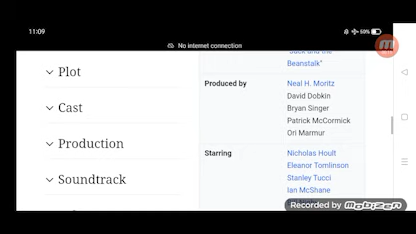 11:09
59%
No internet connection
"Jack and the
Beanstalk"
Plot
Cast
Production
Soundtrack
Produced by
Neal H. Moritz
David Dobkin
Bryan Singer
Patrick McCormick
Ori Marmur
Starring
Nicholas Hoult
Eleanor Tomlinson
Stanley Tucci
Ian McShane
Recorded by Mobizen